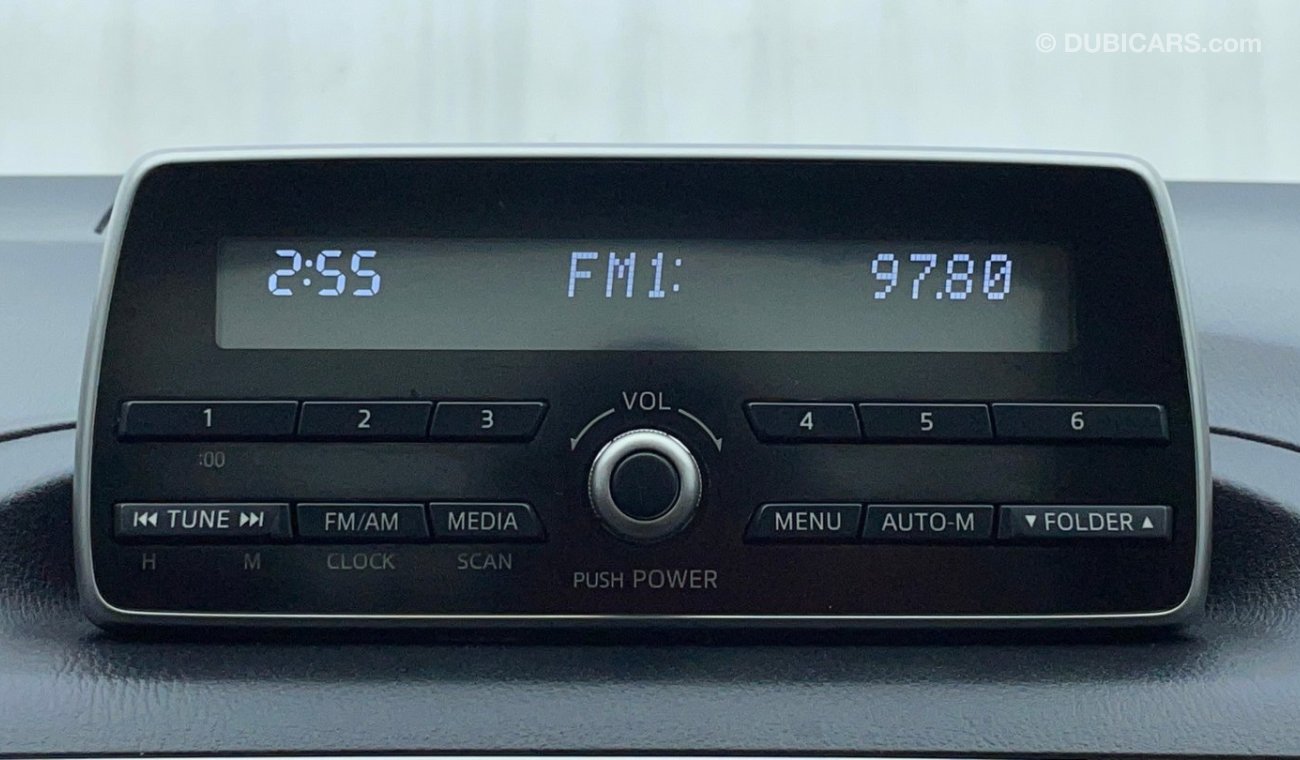 © DUBICARS.com
2:55 FM1: 97.80
VOL
1 2 3 4 5 6
:00
⏮ TUNE ⏭ FM/AM MEDIA MENU AUTO-M ▼ FOLDER ▲
H M CLOCK SCAN
PUSH POWER